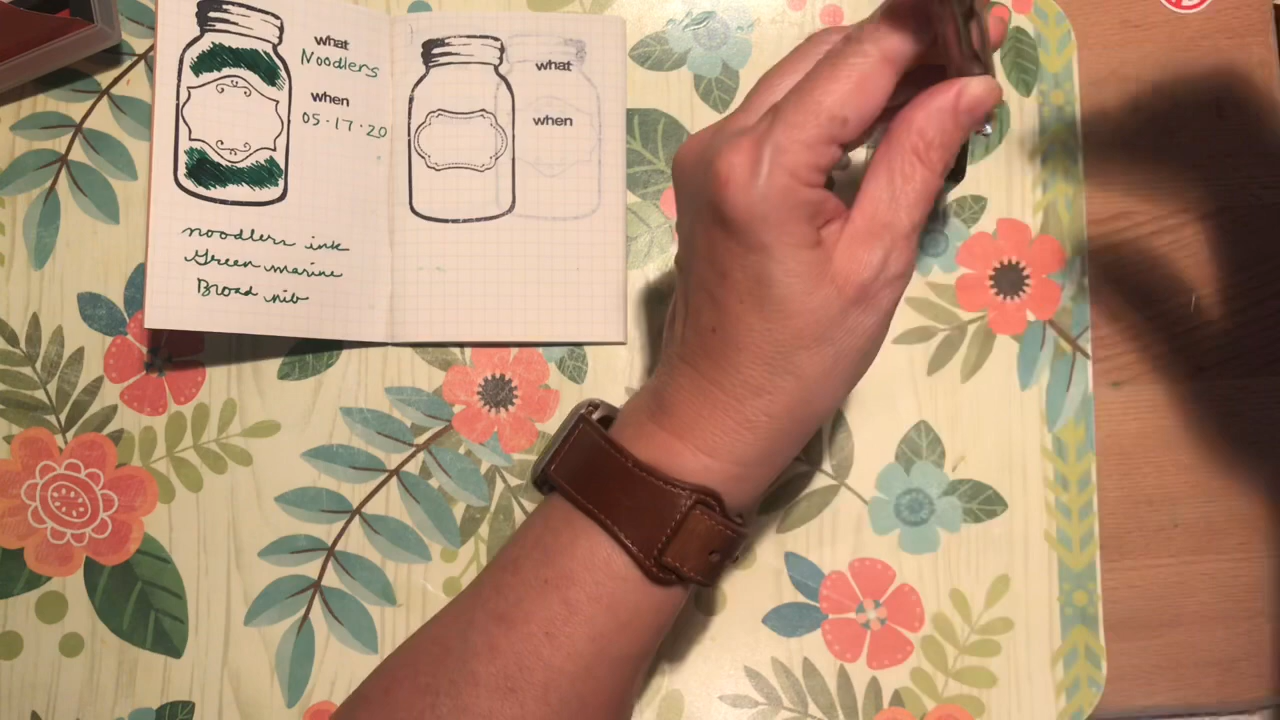 what
Noodlers
when
05.17.20
noodlers ink
Green marine
Broad nib
what
when